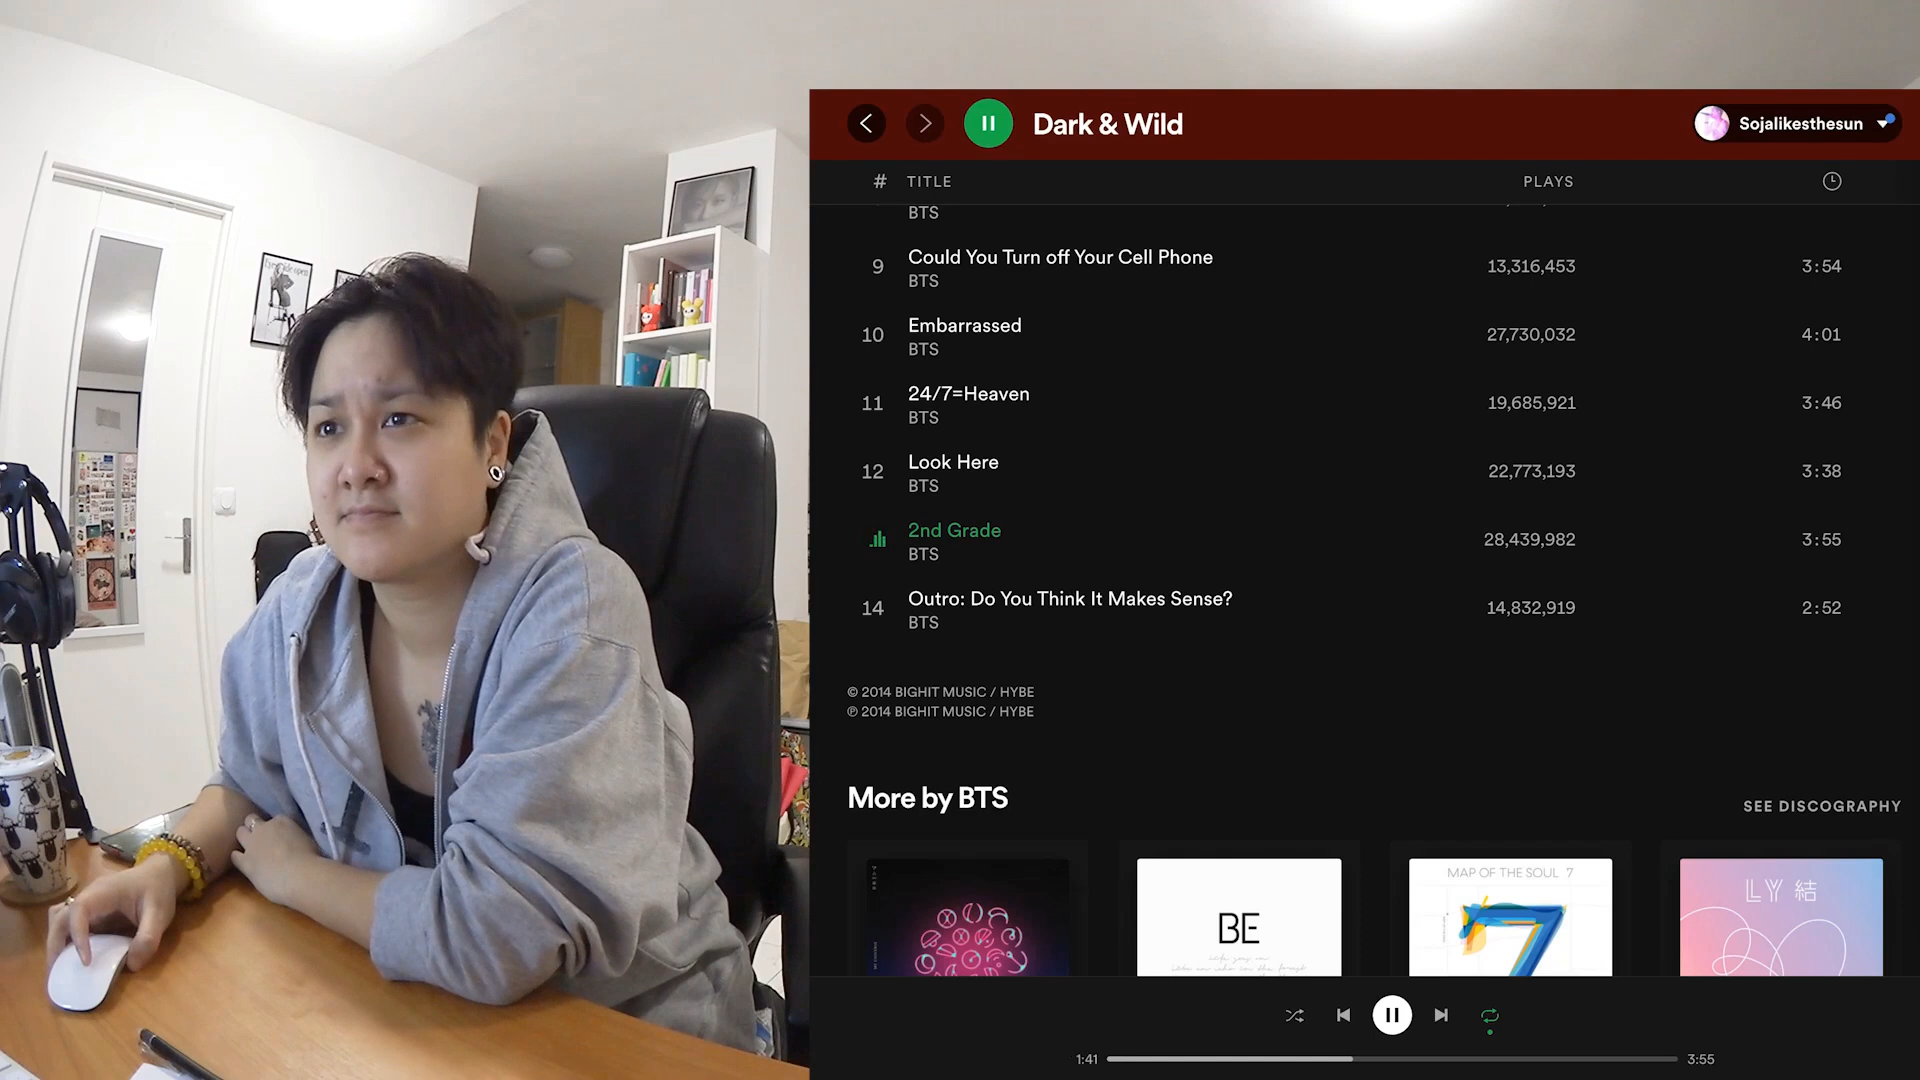 Dark & Wild
Sojalikesthesun
# TITLE PLAYS
BTS
9 Could You Turn off Your Cell Phone 13,316,453 3:54
BTS
10 Embarrassed 27,730,032 4:01
BTS
11 24/7=Heaven 19,685,921 3:46
BTS
12 Look Here 22,773,193 3:38
BTS
2nd Grade 28,439,982 3:55
BTS
14 Outro: Do You Think It Makes Sense? 14,832,919 2:52
BTS
© 2014 BIGHIT MUSIC / HYBE
℗ 2014 BIGHIT MUSIC / HYBE
More by BTS
SEE DISCOGRAPHY
BE
MAP OF THE SOUL 7
7
LY 結
1:41 3:55